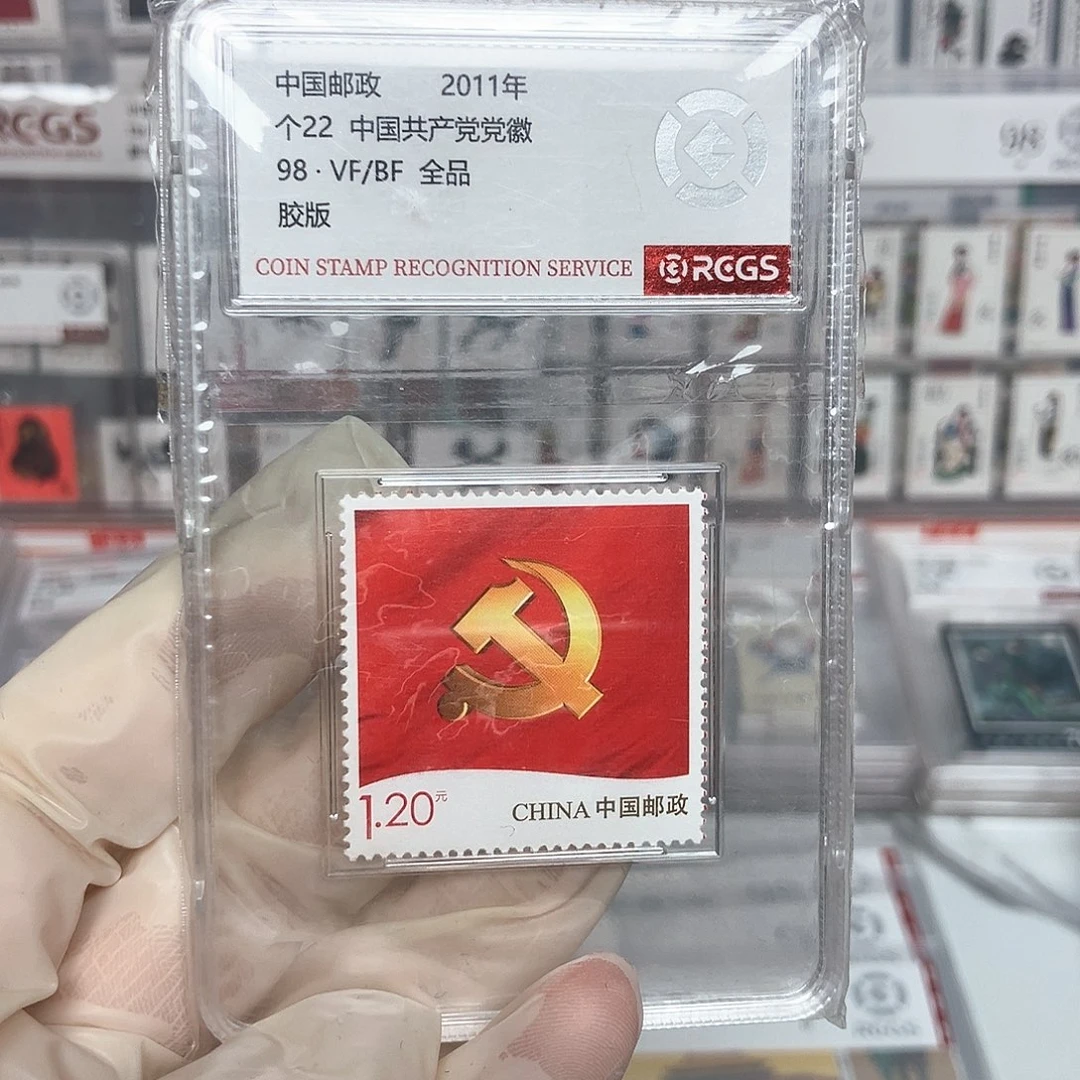 中国邮政 2011年
个22 中国共产党党徽
98 · VF/BF 全品
胶版
COIN STAMP RECOGNITION SERVICE RCGS
1.20元 CHINA 中国邮政
RCGS